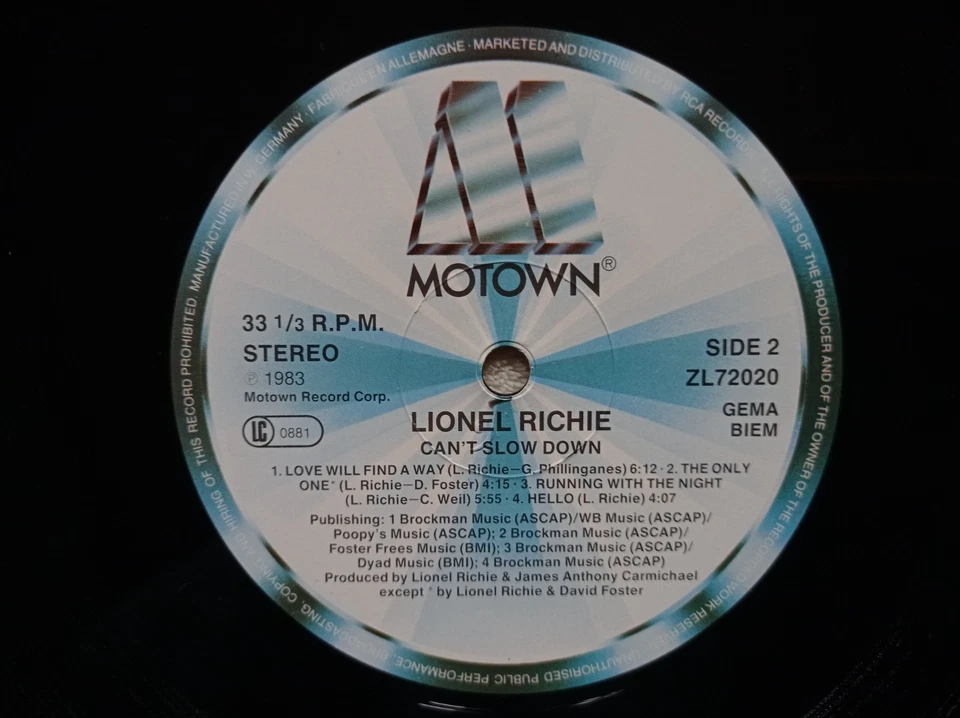 MANUFACTURED IN W. GERMANY · FABRIQUÉ EN ALLEMAGNE · MARKETED AND DISTRIBUTED BY RCA RECORDS
RIGHTS OF THE PRODUCER AND OF THE OWNER OF THE RECORDED WORK RESERVED.
UNAUTHORISED PUBLIC PERFORMANCE, BROADCASTING, COPYING AND HIRING OF THIS RECORD PROHIBITED.
MOTOWN®
33 1/3 R.P.M.
STEREO
℗ 1983
Motown Record Corp.
LC 0881
SIDE 2
ZL72020
GEMA
BIEM
LIONEL RICHIE
CAN'T SLOW DOWN
1. LOVE WILL FIND A WAY (L. Richie–G. Phillinganes) 6:12 · 2. THE ONLY
ONE* (L. Richie–D. Foster) 4:15 · 3. RUNNING WITH THE NIGHT
(L. Richie–C. Weil) 5:55 · 4. HELLO (L. Richie) 4:07
Publishing: 1 Brockman Music (ASCAP)/WB Music (ASCAP)/
Poopy's Music (ASCAP); 2 Brockman Music (ASCAP)/
Foster Frees Music (BMI); 3 Brockman Music (ASCAP)/
Dyad Music (BMI); 4 Brockman Music (ASCAP)
Produced by Lionel Richie & James Anthony Carmichael
except * by Lionel Richie & David Foster